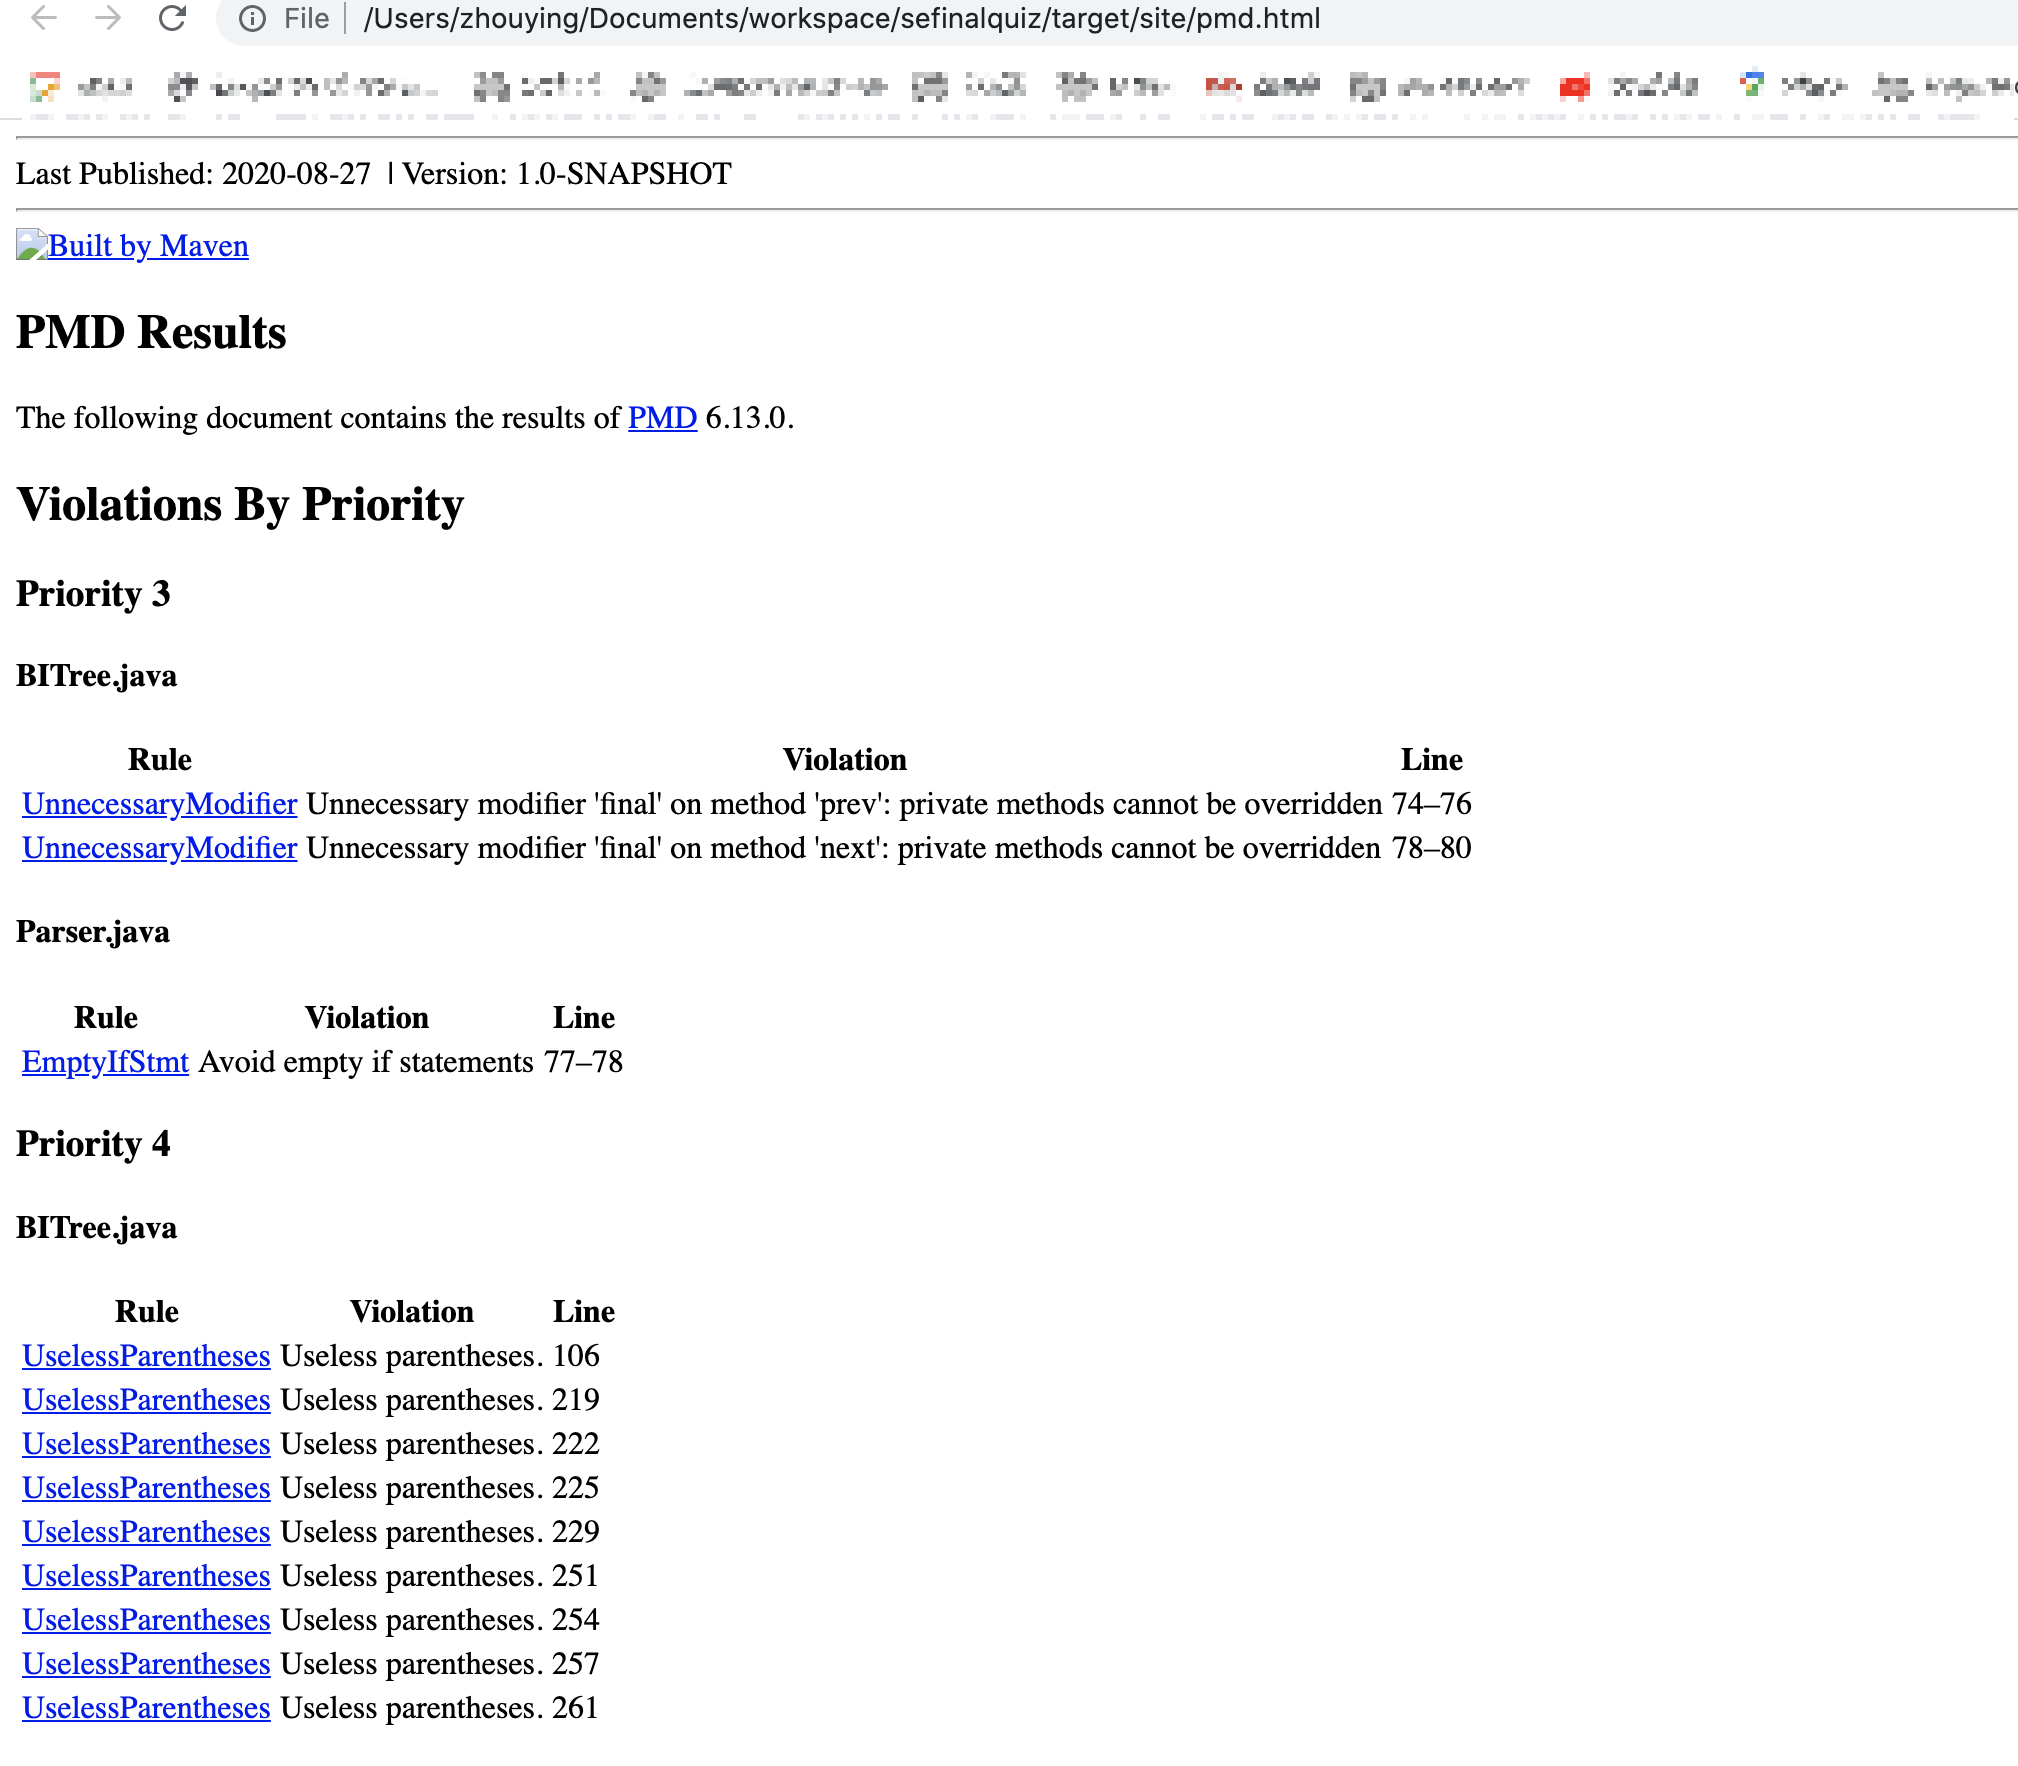 File | /Users/zhouying/Documents/workspace/sefinalquiz/target/site/pmd.html
Last Published: 2020-08-27 | Version: 1.0-SNAPSHOT
Built by Maven
PMD Results
The following document contains the results of PMD 6.13.0.
Violations By Priority
Priority 3
BITree.java
Rule Violation Line
UnnecessaryModifier Unnecessary modifier 'final' on method 'prev': private methods cannot be overridden 74–76
UnnecessaryModifier Unnecessary modifier 'final' on method 'next': private methods cannot be overridden 78–80
Parser.java
Rule Violation Line
EmptyIfStmt Avoid empty if statements 77–78
Priority 4
BITree.java
Rule Violation Line
UselessParentheses Useless parentheses. 106
UselessParentheses Useless parentheses. 219
UselessParentheses Useless parentheses. 222
UselessParentheses Useless parentheses. 225
UselessParentheses Useless parentheses. 229
UselessParentheses Useless parentheses. 251
UselessParentheses Useless parentheses. 254
UselessParentheses Useless parentheses. 257
UselessParentheses Useless parentheses. 261